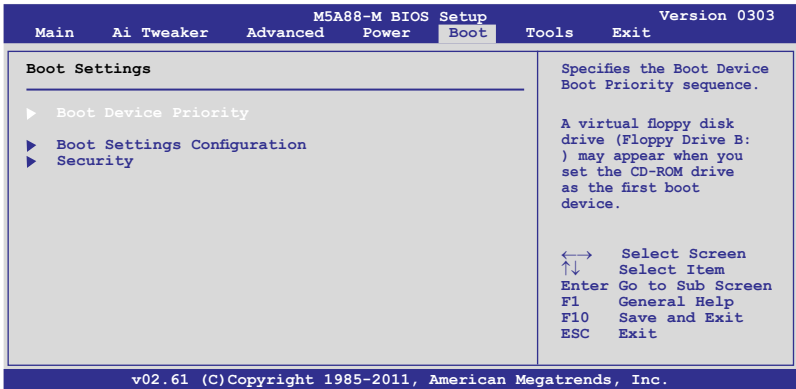 M5A88-M BIOS Setup Version 0303
Main Ai Tweaker Advanced Power Boot Tools Exit
Boot Settings
Boot Device Priority
Boot Settings Configuration
Security
Specifies the Boot Device
Boot Priority sequence.
A virtual floppy disk
drive (Floppy Drive B:
) may appear when you
set the CD-ROM drive
as the first boot
device.
←→ Select Screen
↑↓ Select Item
Enter Go to Sub Screen
F1 General Help
F10 Save and Exit
ESC Exit
v02.61 (C)Copyright 1985-2011, American Megatrends, Inc.